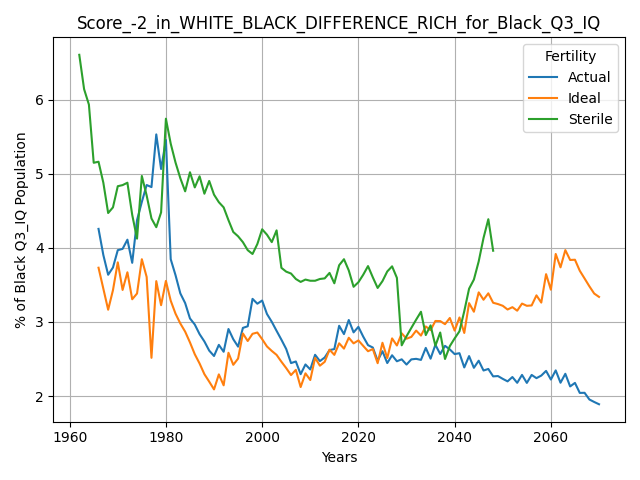 Score_-2_in_WHITE_BLACK_DIFFERENCE_RICH_for_Black_Q3_IQ
Fertility
Actual
Ideal
Sterile
% of Black Q3_IQ Population
6
5
4
3
2
1960 1980 2000 2020 2040 2060
Years